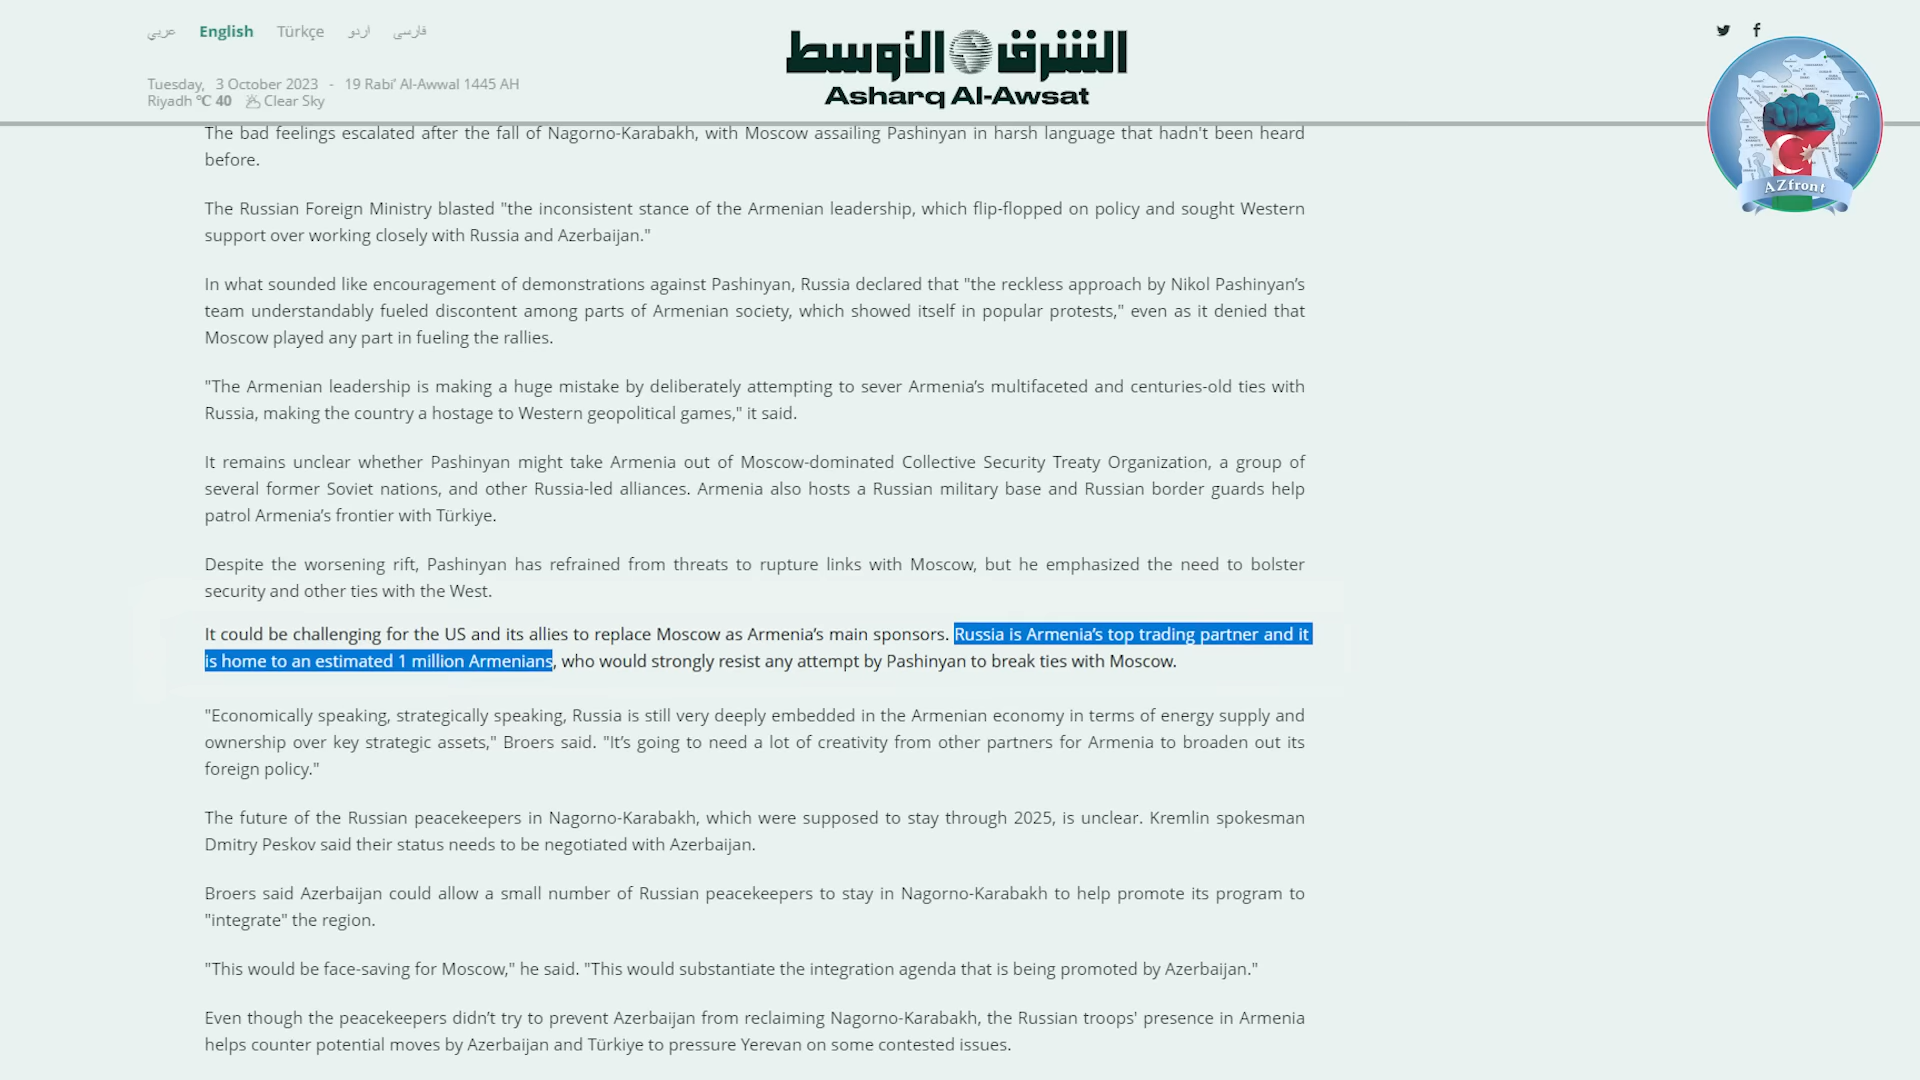 عربي English Türkçe اردو فارسى
الشرق الأوسط
Asharq Al-Awsat
Tuesday, 3 October 2023 - 19 Rabi' Al-Awwal 1445 AH
Riyadh °C 40 Clear Sky
AZfront
The bad feelings escalated after the fall of Nagorno-Karabakh, with Moscow assailing Pashinyan in harsh language that hadn't been heard
before.
The Russian Foreign Ministry blasted "the inconsistent stance of the Armenian leadership, which flip-flopped on policy and sought Western
support over working closely with Russia and Azerbaijan."
In what sounded like encouragement of demonstrations against Pashinyan, Russia declared that "the reckless approach by Nikol Pashinyan’s
team understandably fueled discontent among parts of Armenian society, which showed itself in popular protests," even as it denied that
Moscow played any part in fueling the rallies.
"The Armenian leadership is making a huge mistake by deliberately attempting to sever Armenia’s multifaceted and centuries-old ties with
Russia, making the country a hostage to Western geopolitical games," it said.
It remains unclear whether Pashinyan might take Armenia out of Moscow-dominated Collective Security Treaty Organization, a group of
several former Soviet nations, and other Russia-led alliances. Armenia also hosts a Russian military base and Russian border guards help
patrol Armenia’s frontier with Türkiye.
Despite the worsening rift, Pashinyan has refrained from threats to rupture links with Moscow, but he emphasized the need to bolster
security and other ties with the West.
It could be challenging for the US and its allies to replace Moscow as Armenia’s main sponsors. Russia is Armenia’s top trading partner and it
is home to an estimated 1 million Armenians, who would strongly resist any attempt by Pashinyan to break ties with Moscow.
"Economically speaking, strategically speaking, Russia is still very deeply embedded in the Armenian economy in terms of energy supply and
ownership over key strategic assets," Broers said. "It’s going to need a lot of creativity from other partners for Armenia to broaden out its
foreign policy."
The future of the Russian peacekeepers in Nagorno-Karabakh, which were supposed to stay through 2025, is unclear. Kremlin spokesman
Dmitry Peskov said their status needs to be negotiated with Azerbaijan.
Broers said Azerbaijan could allow a small number of Russian peacekeepers to stay in Nagorno-Karabakh to help promote its program to
"integrate" the region.
"This would be face-saving for Moscow," he said. "This would substantiate the integration agenda that is being promoted by Azerbaijan."
Even though the peacekeepers didn’t try to prevent Azerbaijan from reclaiming Nagorno-Karabakh, the Russian troops' presence in Armenia
helps counter potential moves by Azerbaijan and Türkiye to pressure Yerevan on some contested issues.